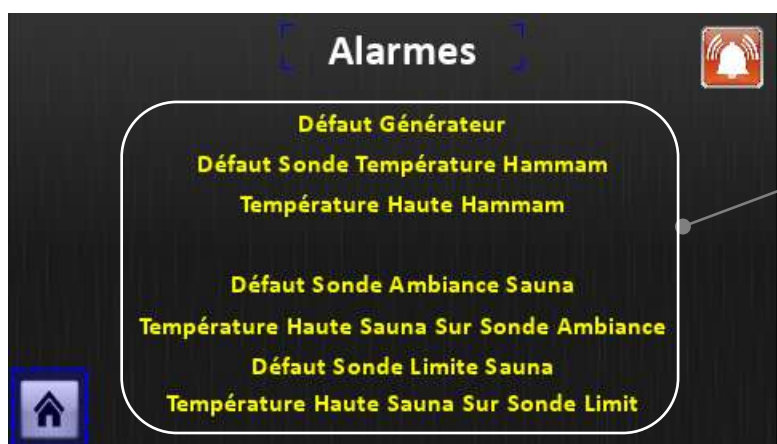 Alarmes
Défaut Générateur
Défaut Sonde Température Hammam
Température Haute Hammam
Défaut Sonde Ambiance Sauna
Température Haute Sauna Sur Sonde Ambiance
Défaut Sonde Limite Sauna
Température Haute Sauna Sur Sonde Limit